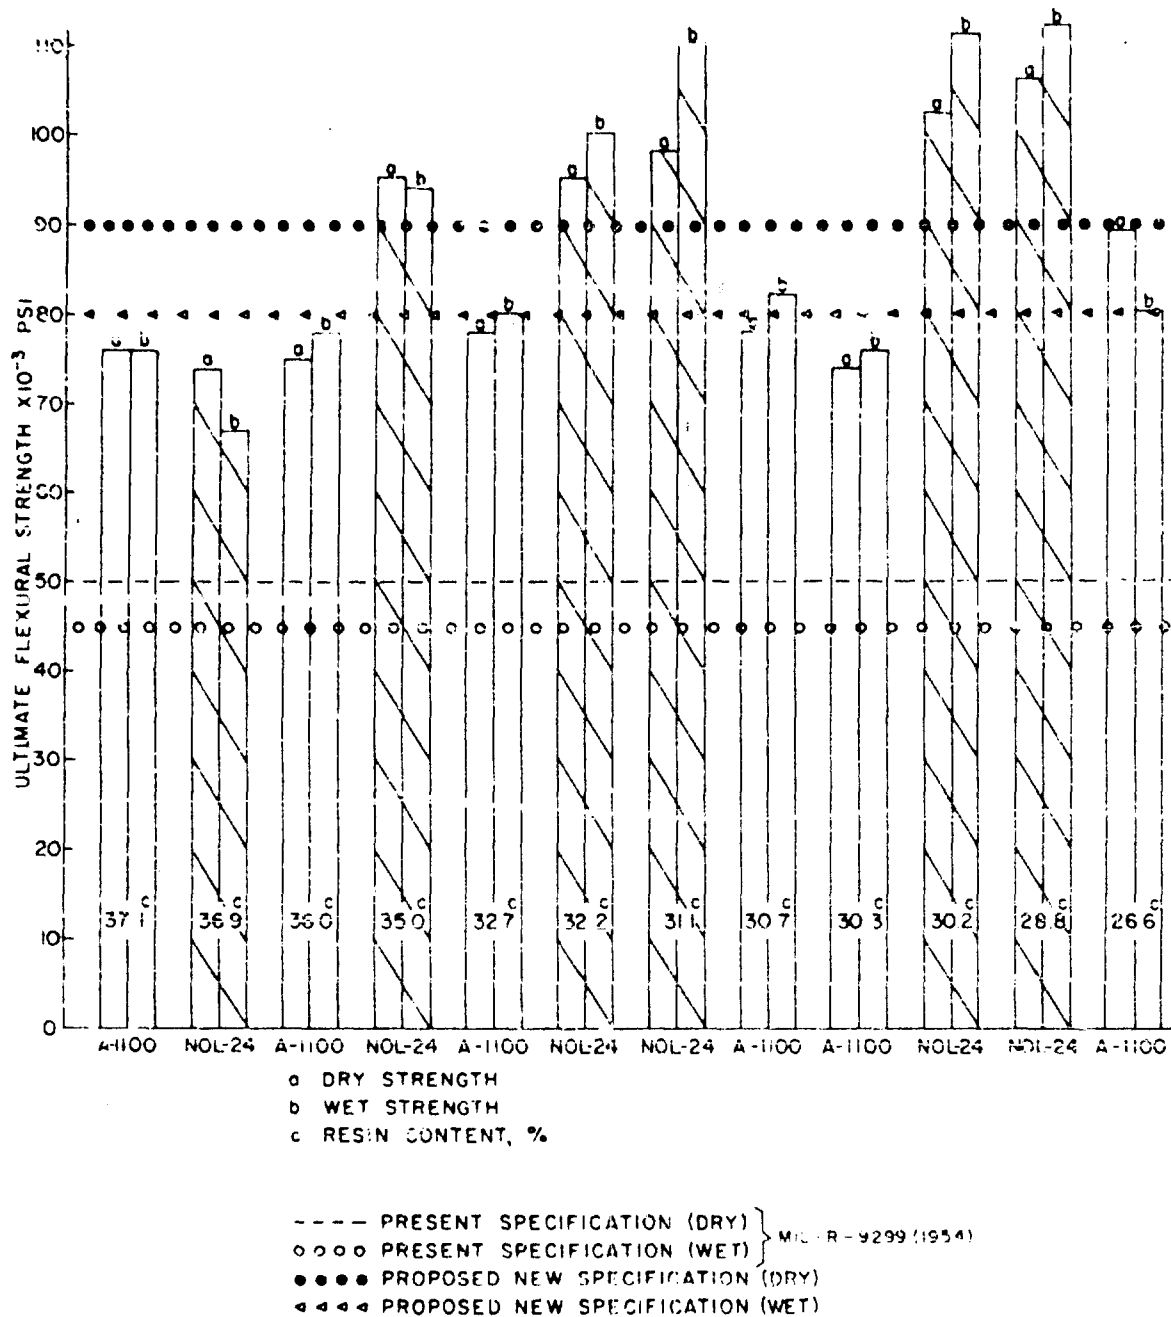 ULTIMATE FLEXURAL STRENGTH X10⁻³ PSI
110
100
90
80
70
60
50
40
30
20
10
0
b
b
b
a
a
b
a
b
a
b
a
a
b
b
a
b
a
b
a
b
a
b
c
37.1
c
36.9
c
36.0
c
35.0
c
32.7
c
32.2
c
31.1
c
30.7
c
30.3
c
30.2
c
28.8
c
26.6
A-1100 NOL-24 A-1100 NOL-24 A-1100 NOL-24 NOL-24 A-1100 A-1100 NOL-24 NOL-24 A-1100
a DRY STRENGTH
b WET STRENGTH
c RESIN CONTENT, %
PRESENT SPECIFICATION (DRY)
PRESENT SPECIFICATION (WET)
MIL-R-9299 (1954)
PROPOSED NEW SPECIFICATION (DRY)
PROPOSED NEW SPECIFICATION (WET)